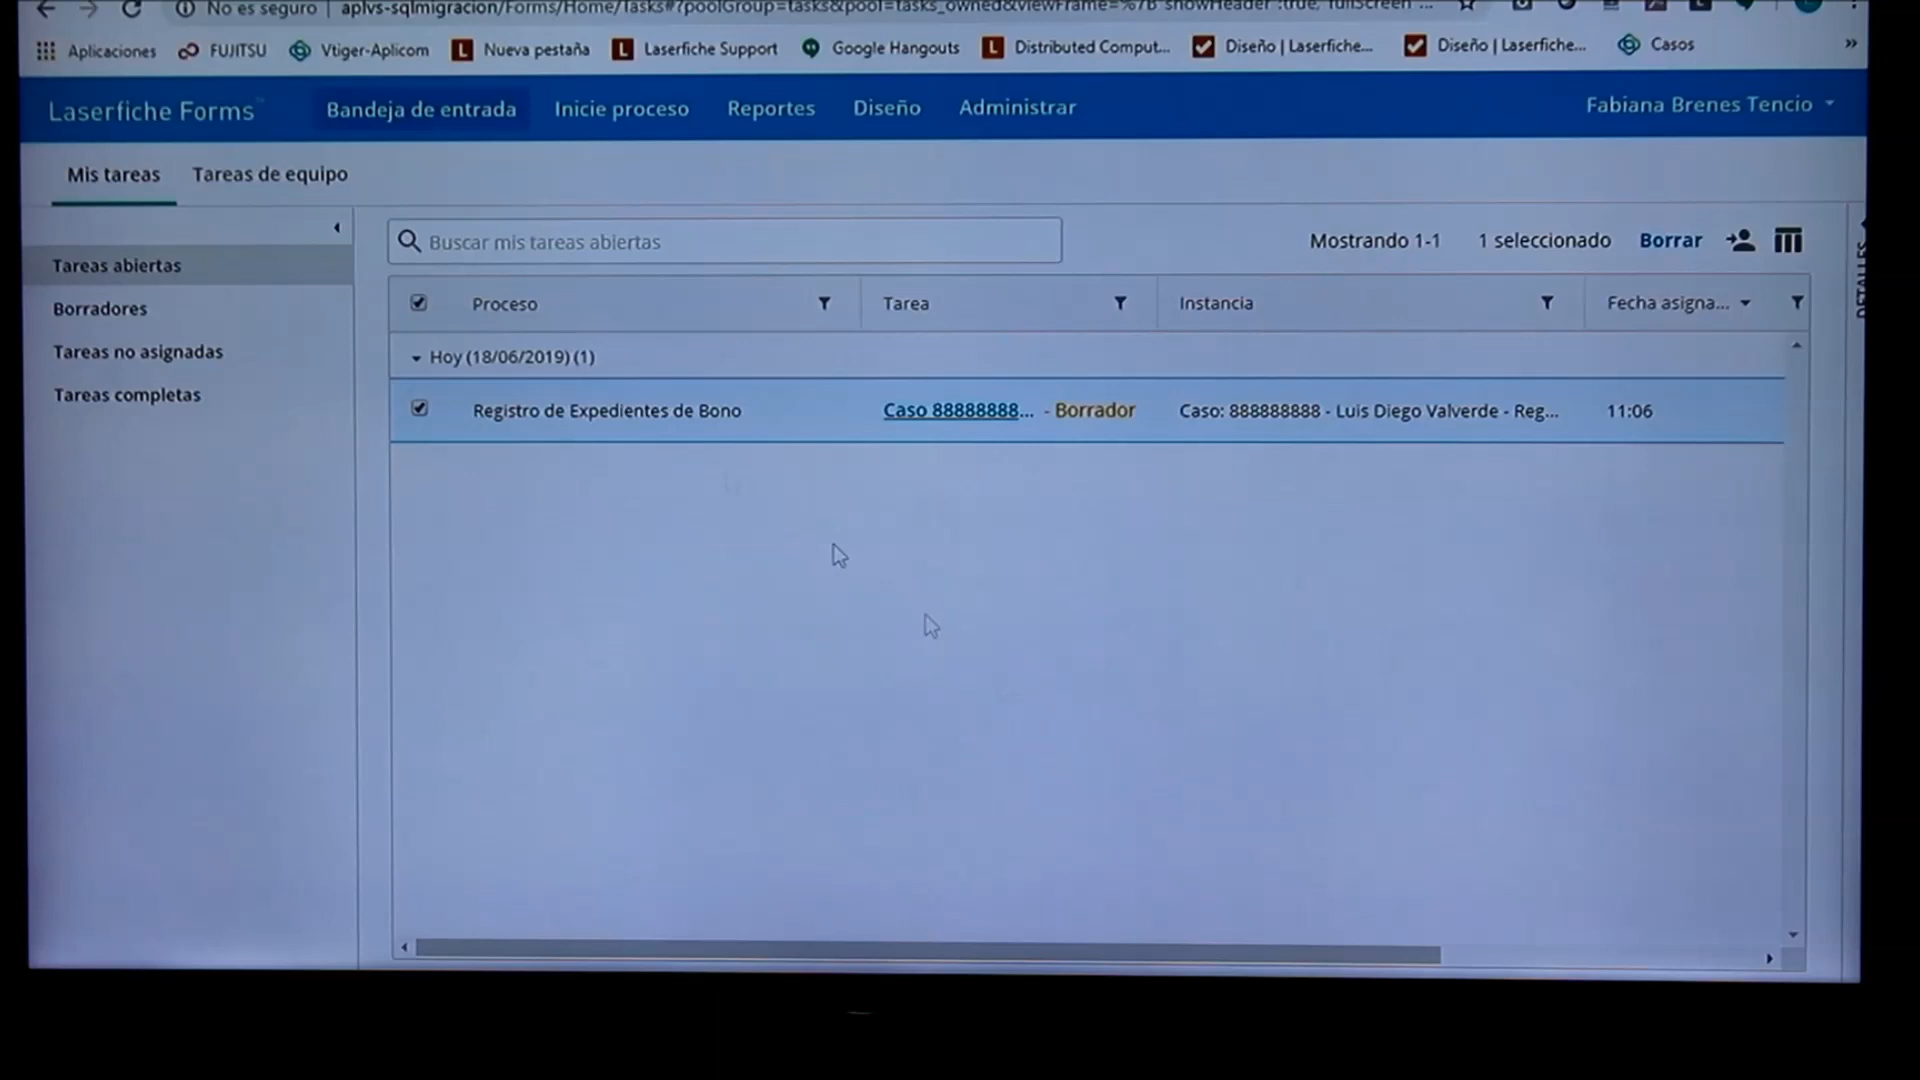 No es seguro | aplvs-sqlmigracion/Forms/Home/Tasks#?poolGroup=tasks&pool=tasks_owned&viewFrame=%7B"showHeader":true,"fullScreen"...
Aplicaciones FUJITSU Vtiger-Aplicom Nueva pestaña Laserfiche Support Google Hangouts Distributed Comput... Diseño | Laserfiche... Diseño | Laserfiche... Casos »
Laserfiche Forms™ Bandeja de entrada Inicie proceso Reportes Diseño Administrar Fabiana Brenes Tencio
Mis tareas Tareas de equipo
Buscar mis tareas abiertas Mostrando 1-1 1 seleccionado Borrar
DETALLES
Tareas abiertas
Borradores
Tareas no asignadas
Tareas completas
Proceso Tarea Instancia Fecha asigna...
Hoy (18/06/2019) (1)
Registro de Expedientes de Bono Caso 88888888... - Borrador Caso: 888888888 - Luis Diego Valverde - Reg... 11:06